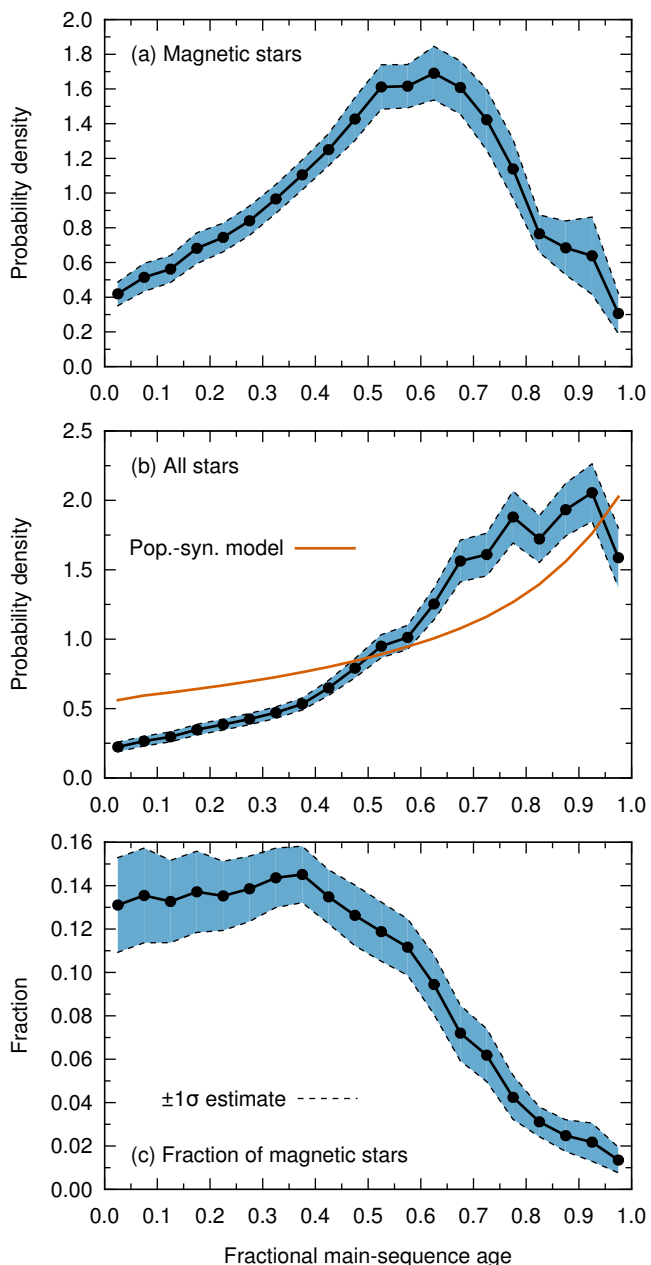 2.0
1.8
1.6
1.4
1.2
1.0
0.8
0.6
0.4
0.2
0.0
Probability density
(a) Magnetic stars
0.0 0.1 0.2 0.3 0.4 0.5 0.6 0.7 0.8 0.9 1.0
2.5
2.0
1.5
1.0
0.5
0.0
Probability density
(b) All stars
Pop.-syn. model
0.0 0.1 0.2 0.3 0.4 0.5 0.6 0.7 0.8 0.9 1.0
0.16
0.14
0.12
0.10
0.08
0.06
0.04
0.02
0.00
Fraction
±1σ estimate
(c) Fraction of magnetic stars
0.0 0.1 0.2 0.3 0.4 0.5 0.6 0.7 0.8 0.9 1.0
Fractional main-sequence age